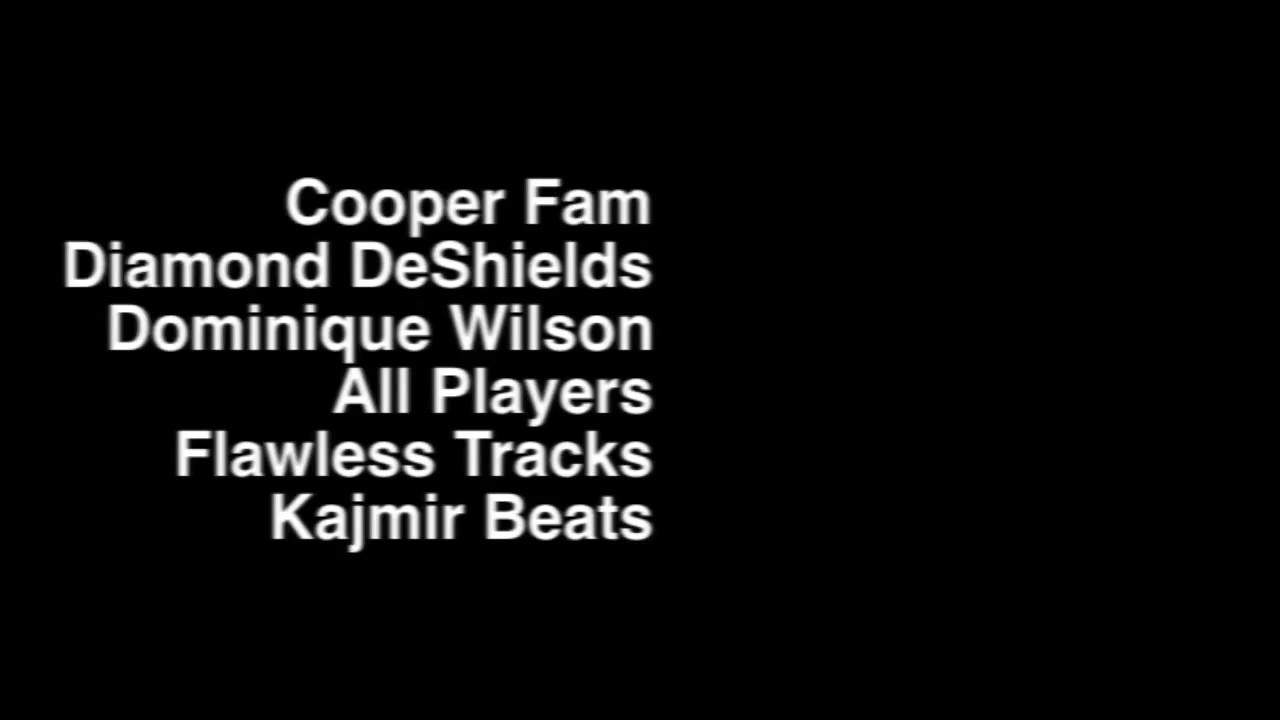 Cooper Fam
Diamond DeShields
Dominique Wilson
All Players
Flawless Tracks
Kajmir Beats